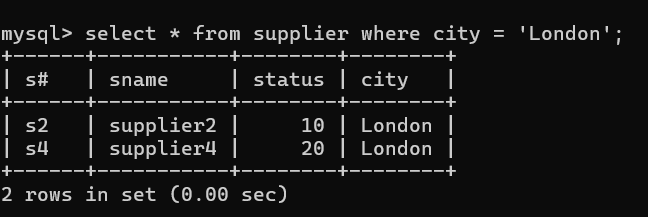 mysql> select * from supplier where city = 'London';
+------+-----------+--------+--------+
| s#   | sname     | status | city   |
+------+-----------+--------+--------+
| s2   | supplier2 |     10 | London |
| s4   | supplier4 |     20 | London |
+------+-----------+--------+--------+
2 rows in set (0.00 sec)